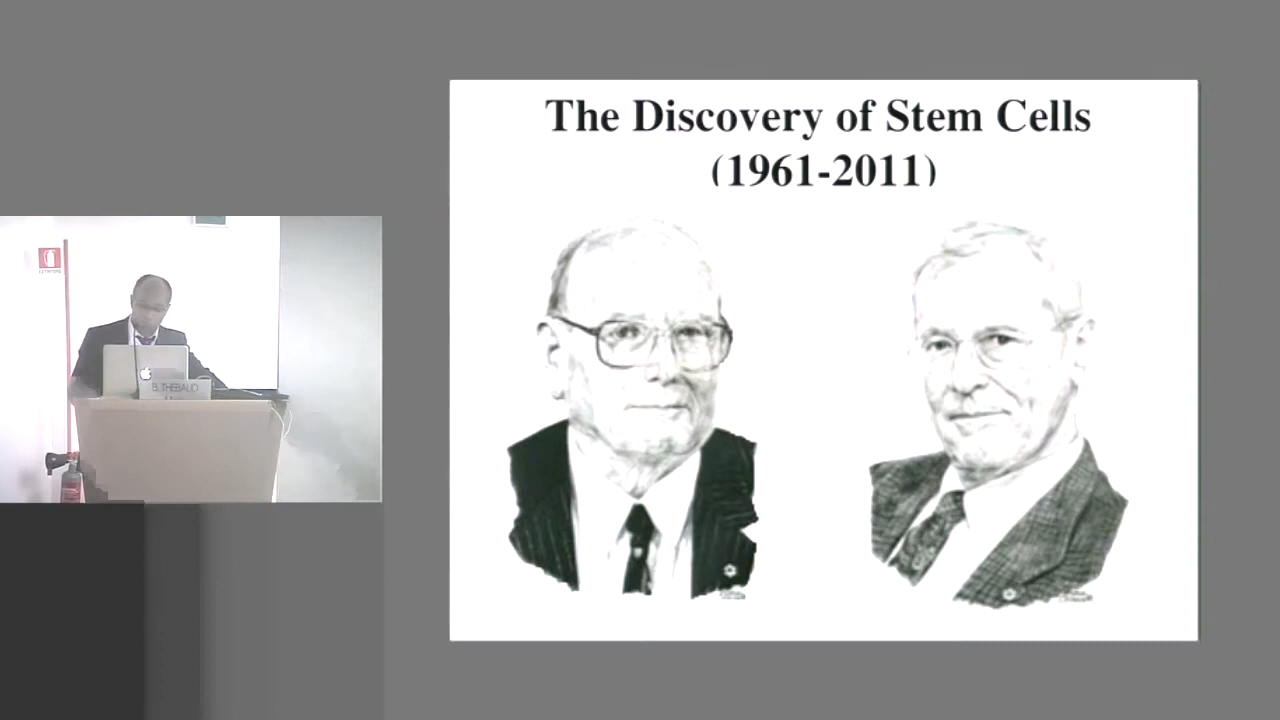 The Discovery of Stem Cells
(1961-2011)
B. THEBAUD